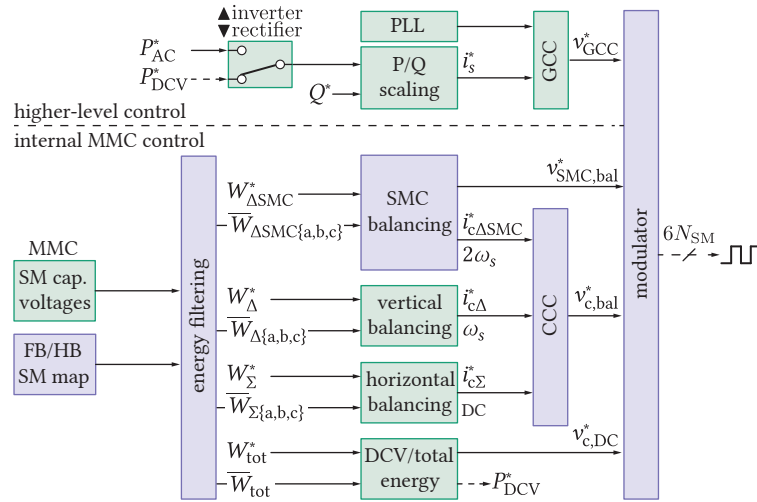 ▲inverter
▼rectifier
P*AC
P*DCV
Q*
PLL
P/Q
scaling
i*s
GCC
v*GCC
higher-level control
internal MMC control
MMC
SM cap.
voltages
FB/HB
SM map
energy filtering
W*ΔSMC
W̅ΔSMC{a,b,c}
SMC
balancing
v*SMC,bal
i*cΔSMC
2ωs
W*Δ
W̅Δ{a,b,c}
vertical
balancing
i*cΔ
ωs
W*Σ
W̅Σ{a,b,c}
horizontal
balancing
i*cΣ
DC
CCC
v*c,bal
W*tot
W̅tot
DCV/total
energy
v*c,DC
P*DCV
modulator
6NSM